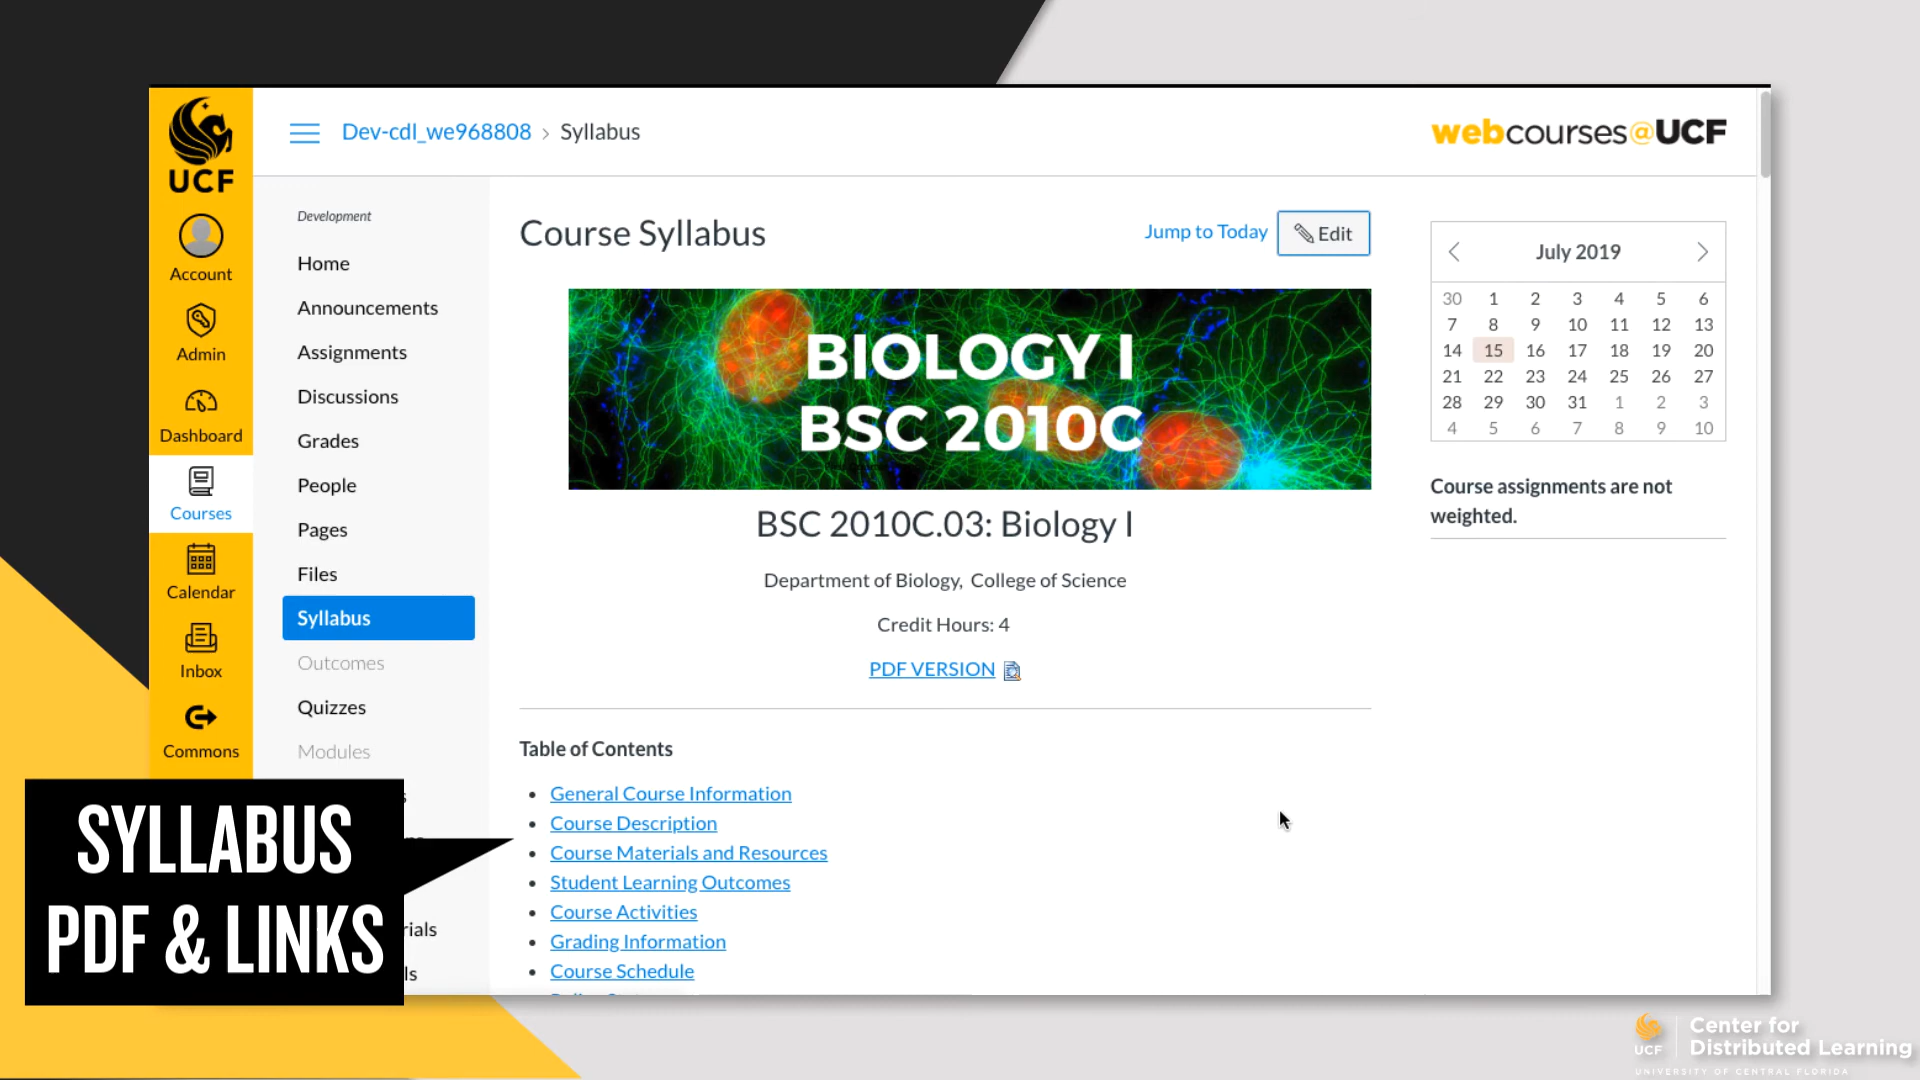 UCF
Dev-cdl_we968808 › Syllabus
webcourses@UCF
Account
Admin
Dashboard
Courses
Calendar
Inbox
Commons
Development
Home
Announcements
Assignments
Discussions
Grades
People
Pages
Files
Syllabus
Outcomes
Quizzes
Modules
Course Syllabus
Jump to Today
Edit
BIOLOGY I
BSC 2010C
BSC 2010C.03: Biology I
Department of Biology, College of Science
Credit Hours: 4
PDF VERSION
Table of Contents
General Course Information
Course Description
Course Materials and Resources
Student Learning Outcomes
Course Activities
Grading Information
Course Schedule
July 2019
30 1 2 3 4 5 6
7 8 9 10 11 12 13
14 15 16 17 18 19 20
21 22 23 24 25 26 27
28 29 30 31 1 2 3
4 5 6 7 8 9 10
Course assignments are not
weighted.
SYLLABUS
PDF & LINKS
UCF
Center for
Distributed Learning
UNIVERSITY OF CENTRAL FLORIDA